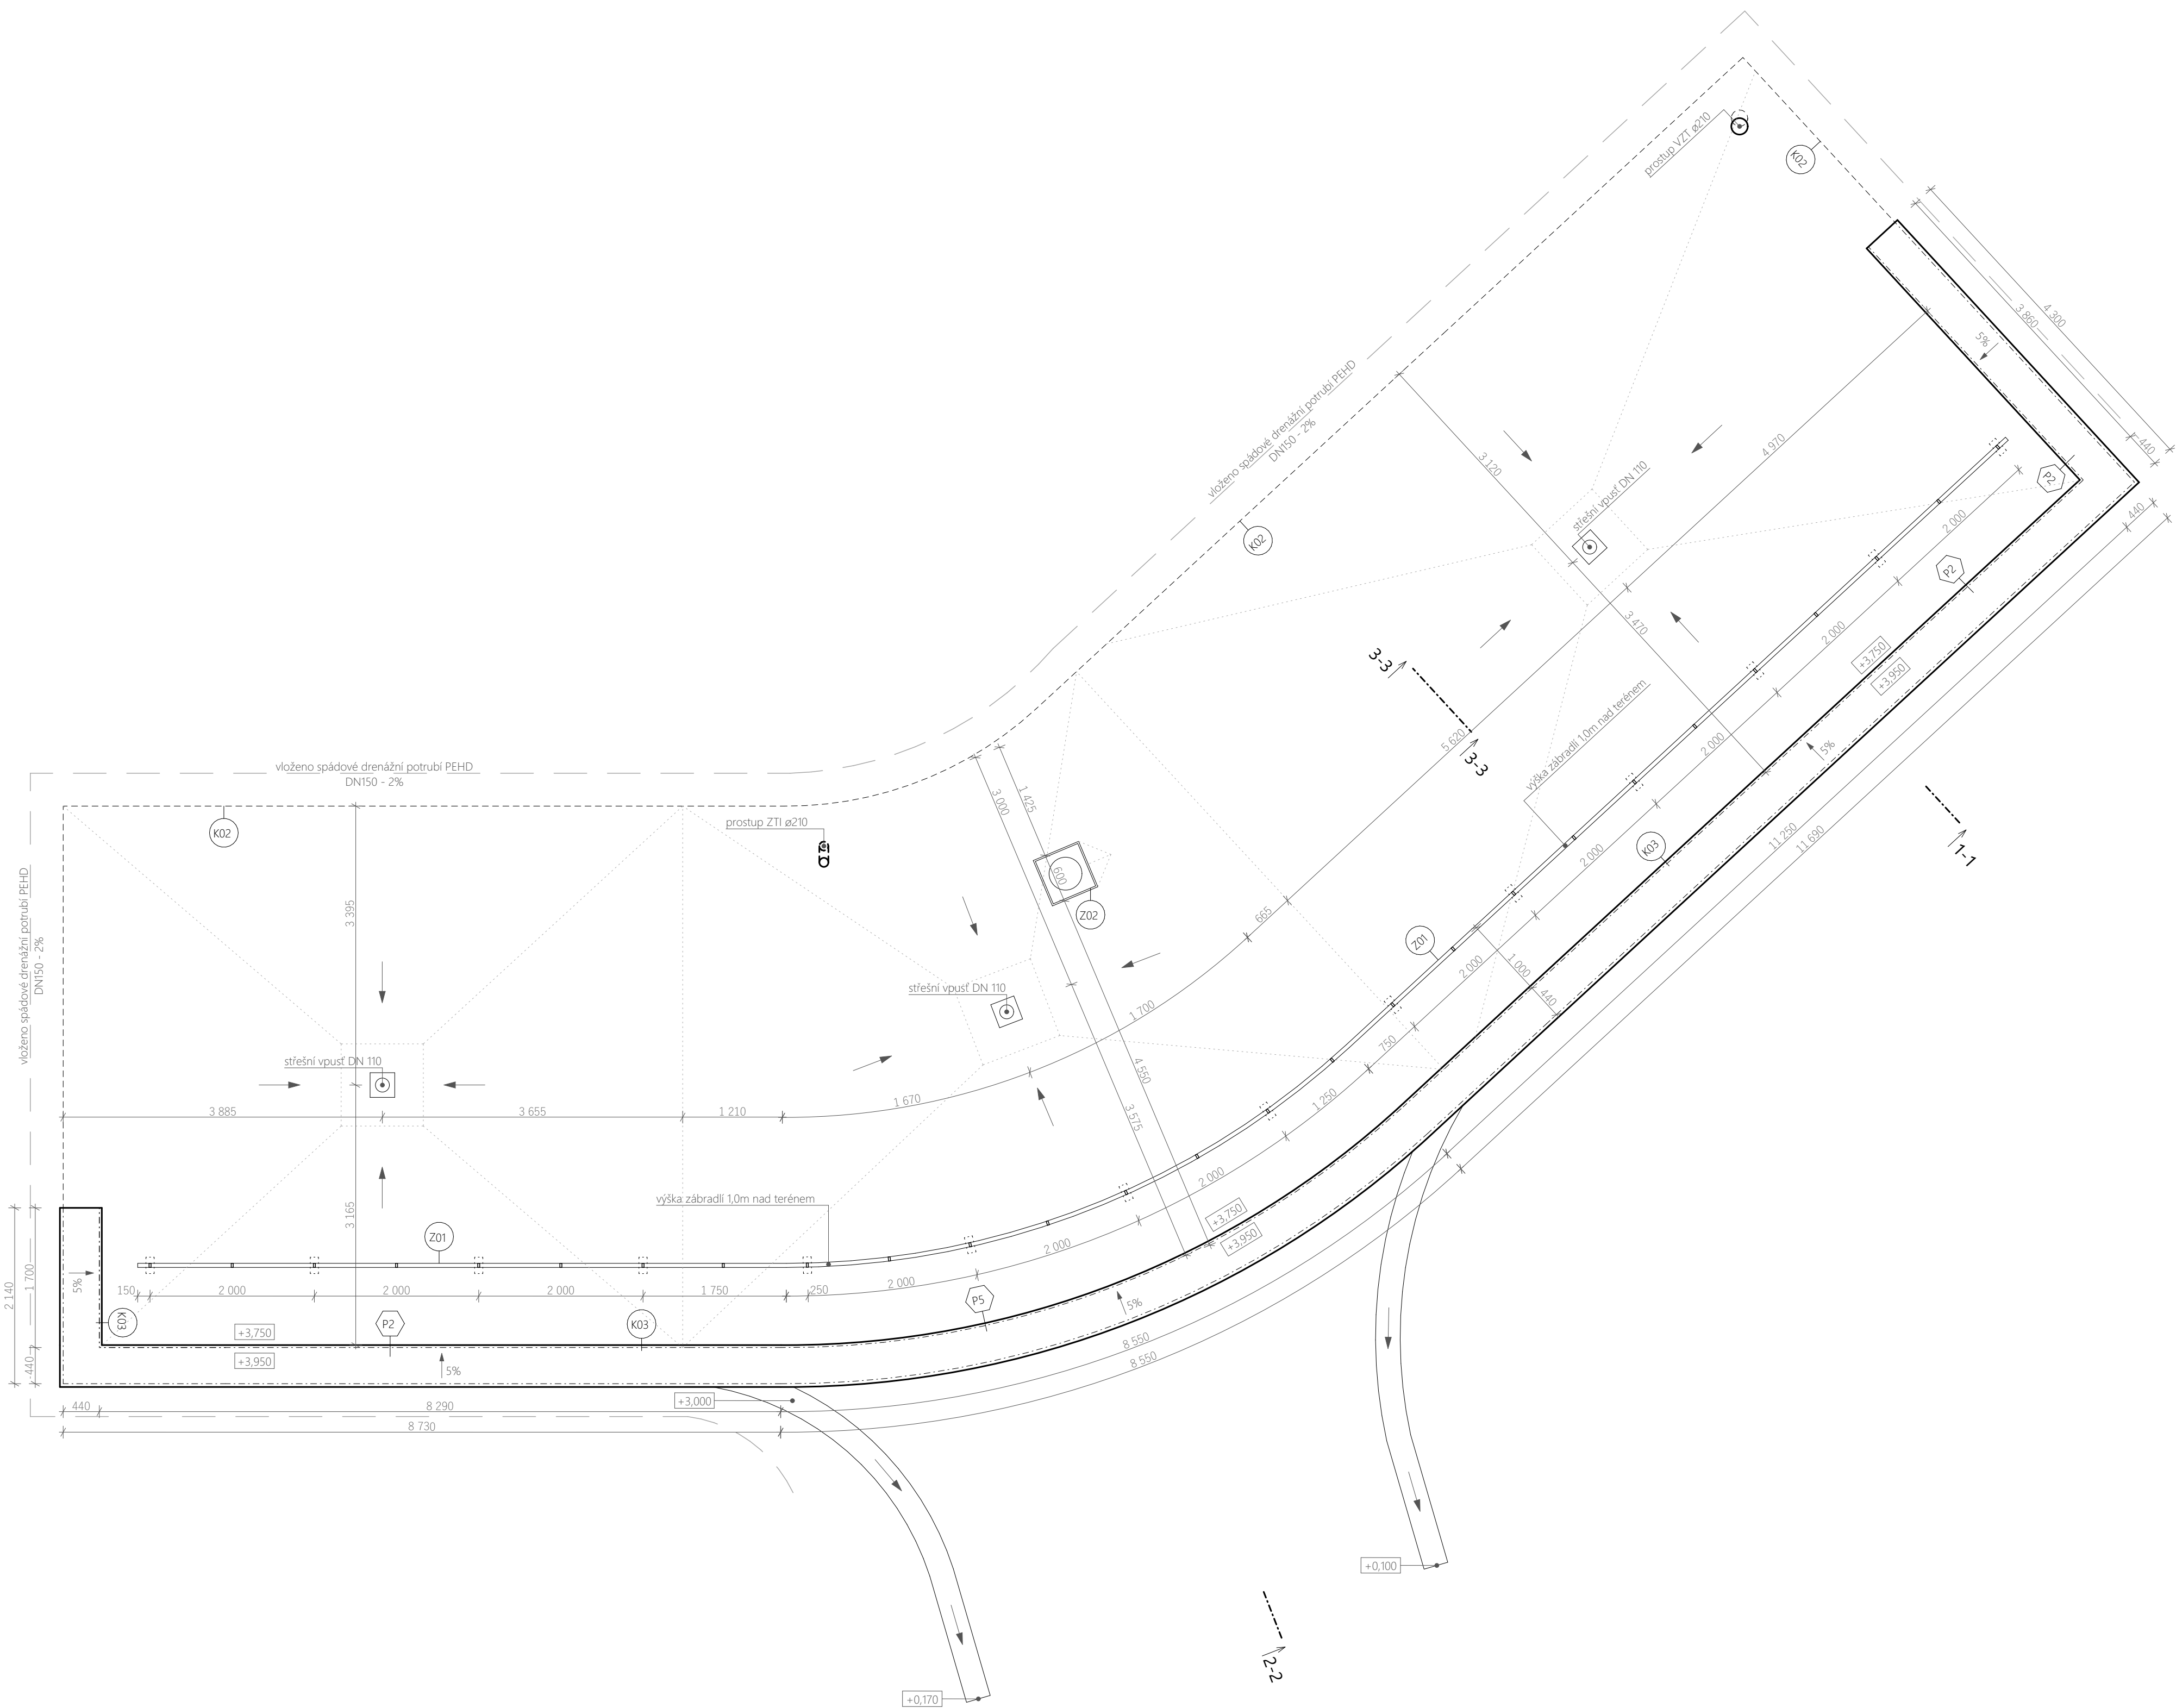 prostup VZT ø210
K02
4 300
3 860
5%
440
vloženo spádové drenážní potrubí PEHD
DN150 - 2%
4 970
3 120
střešní vpusť DN 110
P2
2 000
440
K02
P2
3 470
2 000
+3,750
+3,950
3-3
výška zábradlí 1,0m nad terénem
5 620
3-3
2 000
5%
vloženo spádové drenážní potrubí PEHD
DN150 - 2%
3 000
1 425
prostup ZTI ø210
K02
11 250
11 690
1-1
K03
2 000
600
Z02
3 395
665
Z01
vloženo spádové drenážní potrubí PEHD
DN150 - 2%
2 000
1 000
440
střešní vpusť DN 110
1 700
750
střešní vpusť DN 110
4 550
1 670
1 250
3 885
3 655
1 210
3 575
2 000
výška zábradlí 1,0m nad terénem
3 165
Z01
+3,750
+3,950
2 000
2 140
1 700
5%
150
2 000
2 000
2 000
1 750
250
2 000
P5
5%
K03
+3,750
P2
K03
8 550
8 550
440
+3,950
5%
440
8 290
+3,000
8 730
+0,100
2-2
+0,170